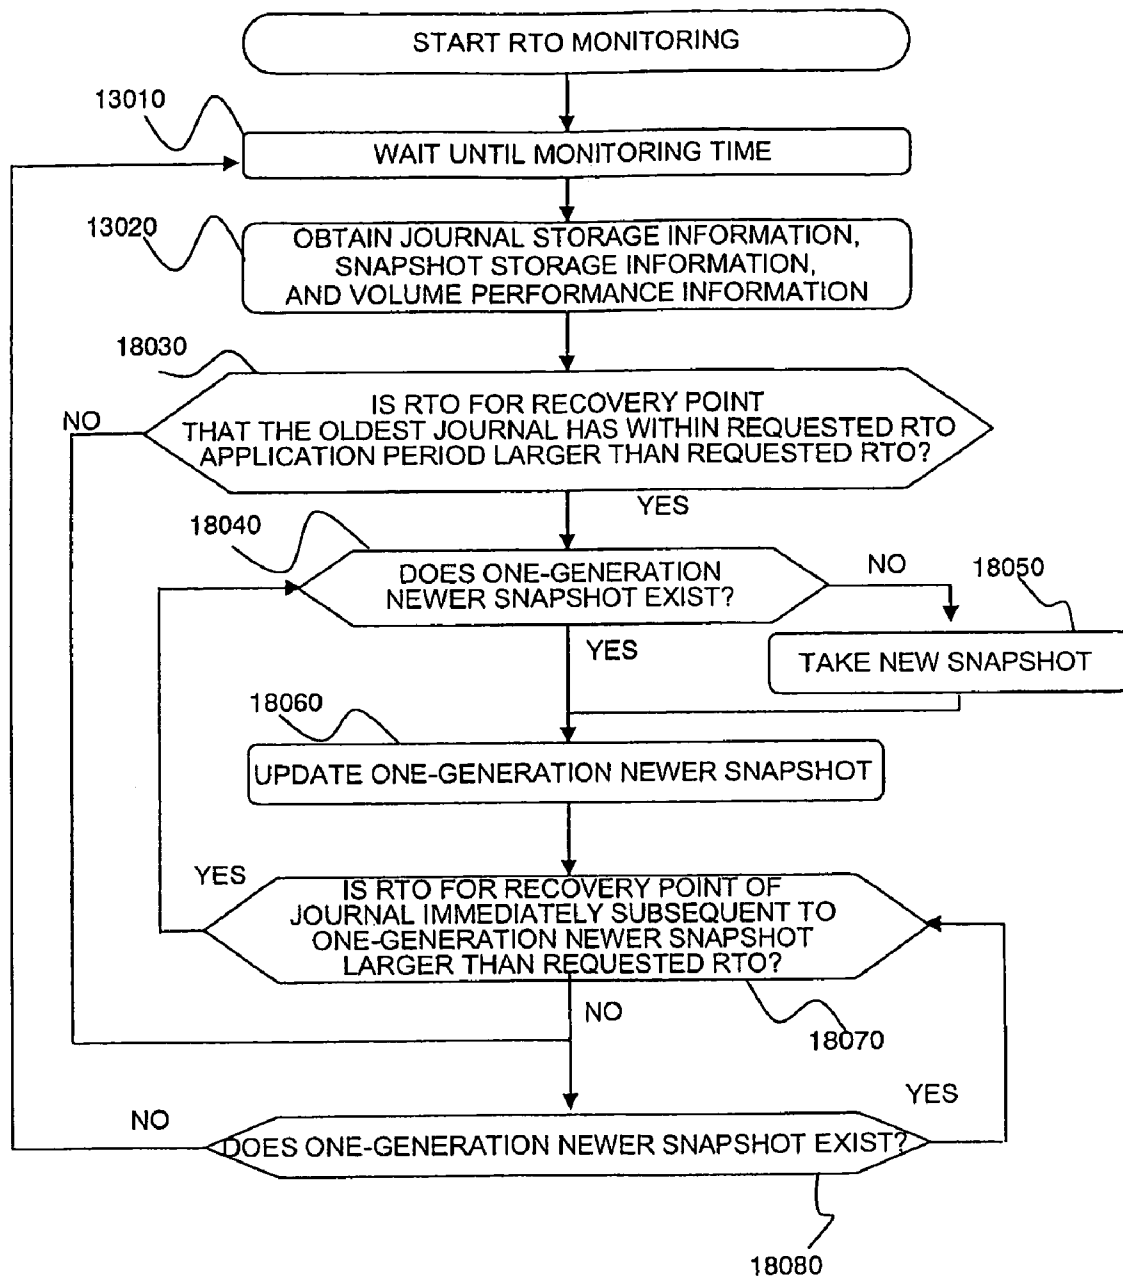 START RTO MONITORING
13010
WAIT UNTIL MONITORING TIME
13020
OBTAIN JOURNAL STORAGE INFORMATION,
SNAPSHOT STORAGE INFORMATION,
AND VOLUME PERFORMANCE INFORMATION
18030
NO
IS RTO FOR RECOVERY POINT
THAT THE OLDEST JOURNAL HAS WITHIN REQUESTED RTO
APPLICATION PERIOD LARGER THAN REQUESTED RTO?
YES
18040
DOES ONE-GENERATION
NEWER SNAPSHOT EXIST?
NO
18050
YES
TAKE NEW SNAPSHOT
18060
UPDATE ONE-GENERATION NEWER SNAPSHOT
YES
IS RTO FOR RECOVERY POINT OF
JOURNAL IMMEDIATELY SUBSEQUENT TO
ONE-GENERATION NEWER SNAPSHOT
LARGER THAN REQUESTED RTO?
NO
18070
YES
NO
DOES ONE-GENERATION NEWER SNAPSHOT EXIST?
18080